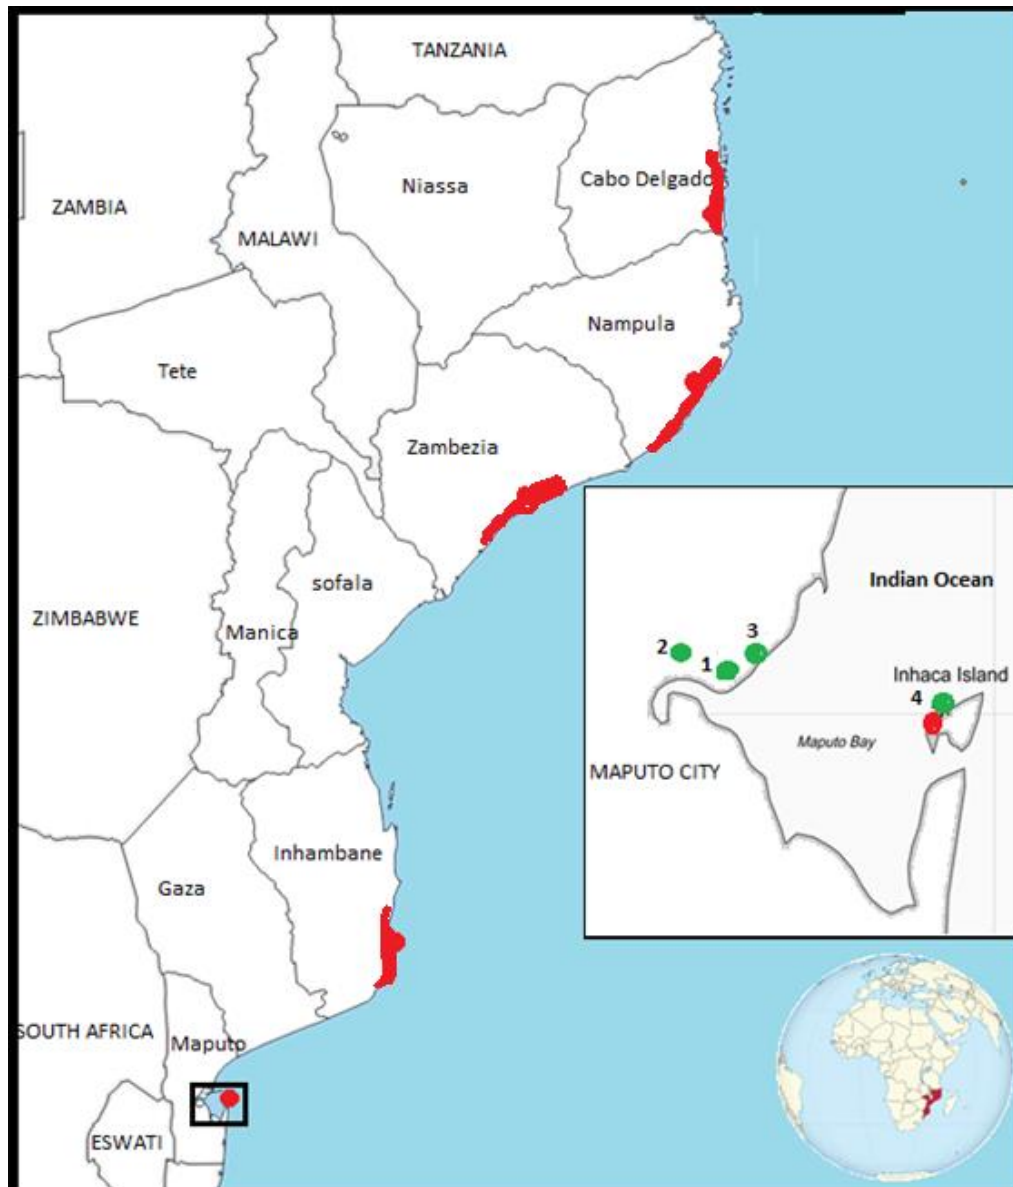 TANZANIA
Cabo Delgado
Niassa
ZAMBIA
MALAWI
Nampula
Tete
Zambezia
sofala
ZIMBABWE
Manica
Indian Ocean
3
2
1
Inhaca Island
4
Maputo Bay
MAPUTO CITY
Inhambane
Gaza
SOUTH AFRICA
Maputo
ESWATI